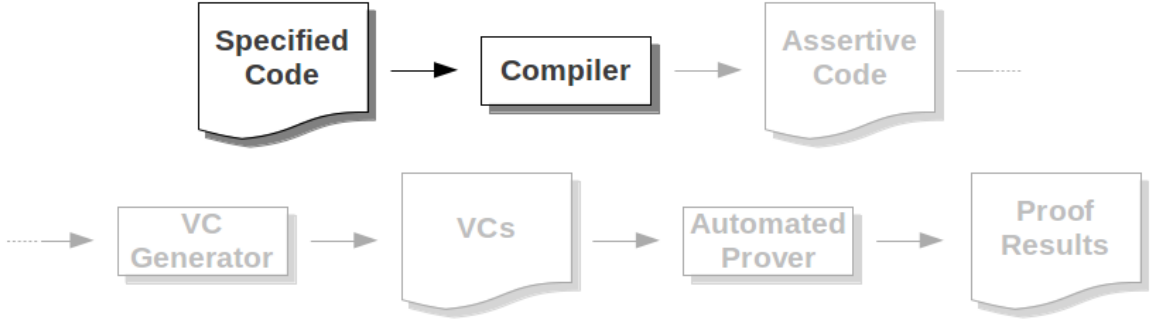 Specified
Code
Compiler
Assertive
Code
VC
Generator
VCs
Automated
Prover
Proof
Results